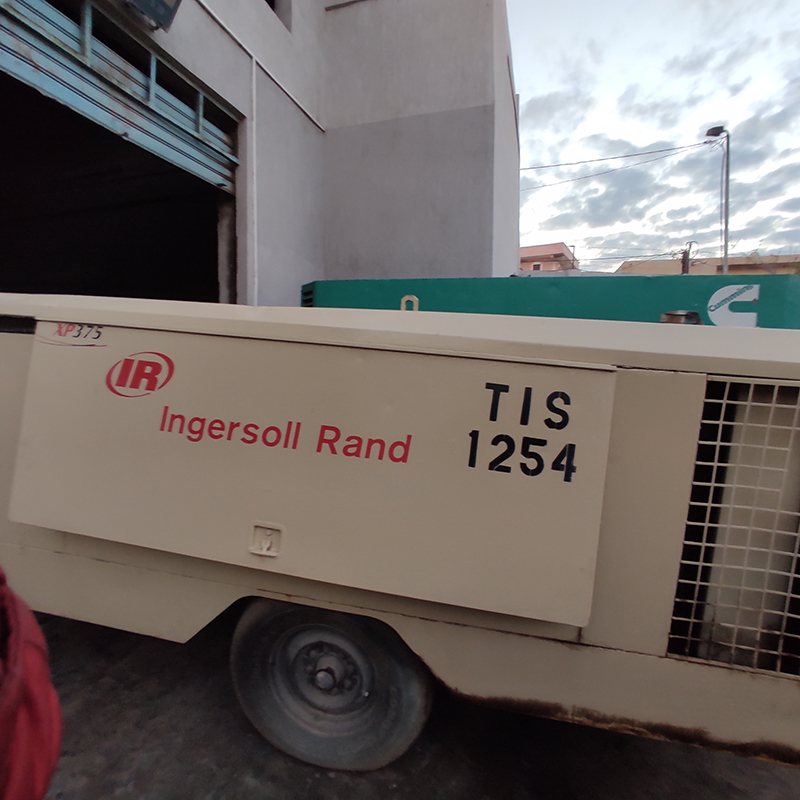 XP375
IR
Ingersoll Rand
TIS
1254
Cummins